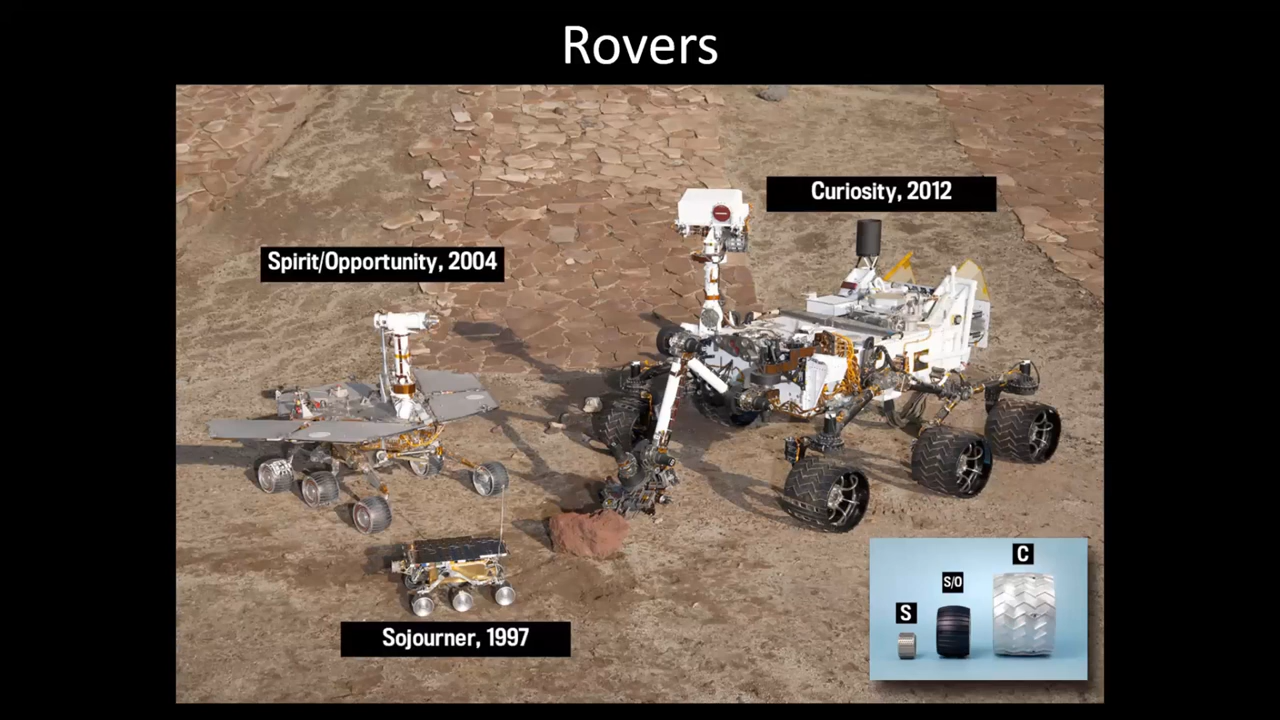 Rovers
Curiosity, 2012
Spirit/Opportunity, 2004
Sojourner, 1997
C
S/O
S